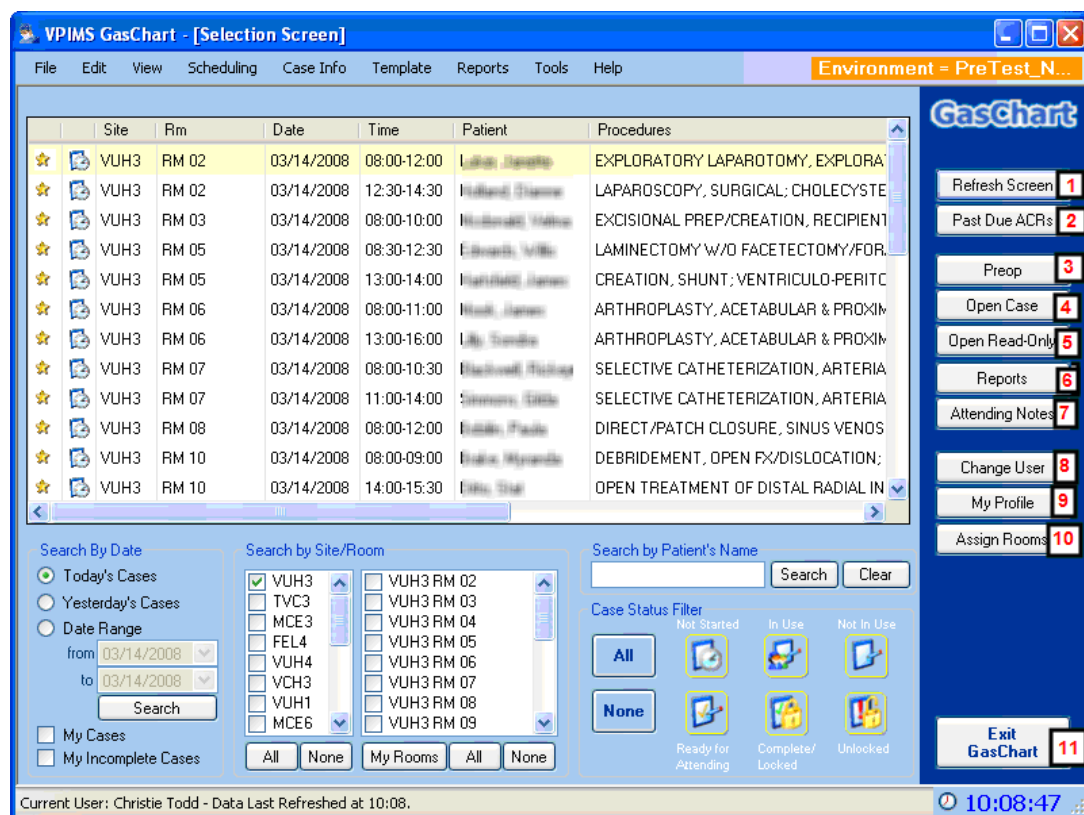 VPIMS GasChart - [Selection Screen]
File Edit View Scheduling Case Info Template Reports Tools Help Environment = PreTest_N...
GasChart
Site Rm Date Time Patient Procedures
VUH3 RM 02 03/14/2008 08:00-12:00 EXPLORATORY LAPAROTOMY, EXPLORAT
VUH3 RM 02 03/14/2008 12:30-14:30 LAPAROSCOPY, SURGICAL; CHOLECYSTE
VUH3 RM 03 03/14/2008 08:00-10:00 EXCISIONAL PREP/CREATION, RECIPIENT
VUH3 RM 05 03/14/2008 08:30-12:30 LAMINECTOMY W/O FACETECTOMY/FOR
VUH3 RM 05 03/14/2008 13:00-14:00 CREATION, SHUNT; VENTRICULO-PERITO
VUH3 RM 06 03/14/2008 08:00-11:00 ARTHROPLASTY, ACETABULAR & PROXIM
VUH3 RM 06 03/14/2008 13:00-16:00 ARTHROPLASTY, ACETABULAR & PROXIM
VUH3 RM 07 03/14/2008 08:00-10:30 SELECTIVE CATHETERIZATION, ARTERIA
VUH3 RM 07 03/14/2008 11:00-14:00 SELECTIVE CATHETERIZATION, ARTERIA
VUH3 RM 08 03/14/2008 08:00-12:00 DIRECT/PATCH CLOSURE, SINUS VENOS
VUH3 RM 10 03/14/2008 08:00-09:00 DEBRIDEMENT, OPEN FX/DISLOCATION;
VUH3 RM 10 03/14/2008 14:00-15:30 OPEN TREATMENT OF DISTAL RADIAL IN
Refresh Screen 1
Past Due ACRs 2
Preop 3
Open Case 4
Open Read-Only 5
Reports 6
Attending Notes 7
Change User 8
My Profile 9
Assign Rooms 10
Search By Date
Today's Cases
Yesterday's Cases
Date Range
from 03/14/2008
to 03/14/2008
Search
My Cases
My Incomplete Cases
Search by Site/Room
VUH3
TVC3
MCE3
FEL4
VUH4
VCH3
VUH1
MCE6
All None
VUH3 RM 02
VUH3 RM 03
VUH3 RM 04
VUH3 RM 05
VUH3 RM 06
VUH3 RM 07
VUH3 RM 08
VUH3 RM 09
My Rooms All None
Search by Patient's Name
Search Clear
Case Status Filter
Not Started In Use Not In Use
All
None
Ready for Attending Complete/ Locked Unlocked
Exit GasChart 11
Current User: Christie Todd - Data Last Refreshed at 10:08.
10:08:47